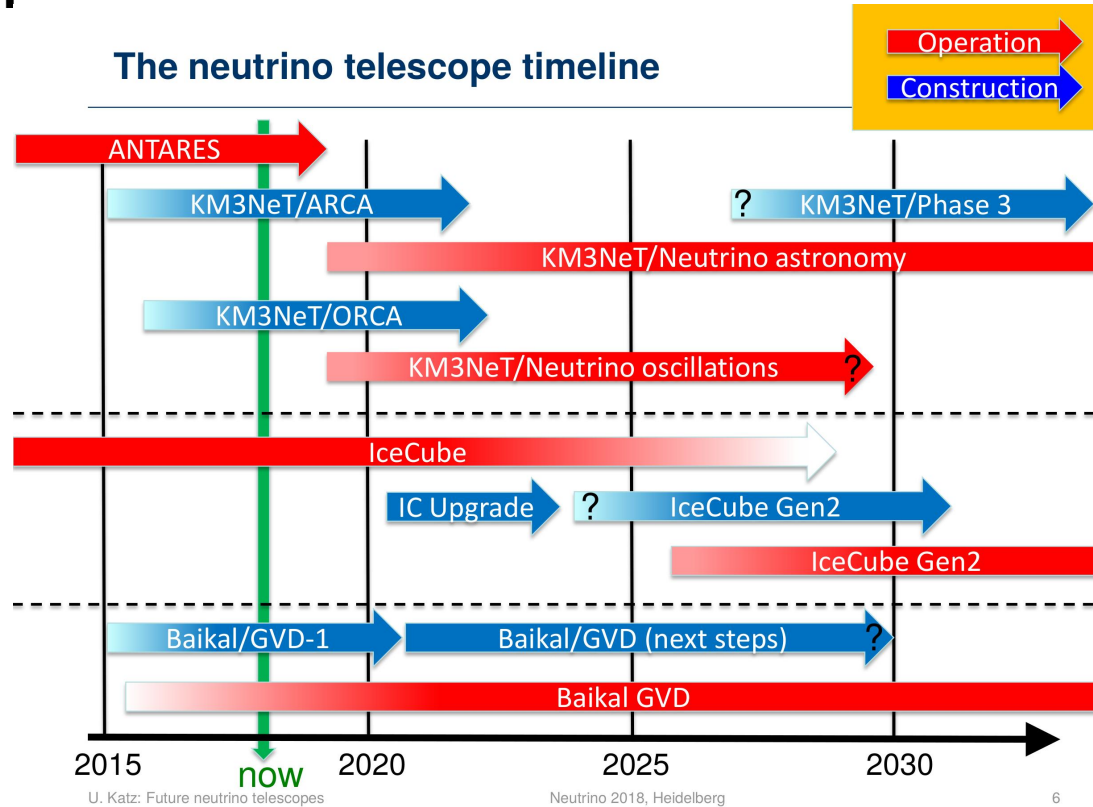 The neutrino telescope timeline
Operation
Construction
ANTARES
KM3NeT/ARCA
? KM3NeT/Phase 3
KM3NeT/Neutrino astronomy
KM3NeT/ORCA
KM3NeT/Neutrino oscillations ?
IceCube
IC Upgrade
? IceCube Gen2
IceCube Gen2
Baikal/GVD-1
Baikal/GVD (next steps) ?
Baikal GVD
2015 2020 2025 2030
now
U. Katz: Future neutrino telescopes
Neutrino 2018, Heidelberg
6